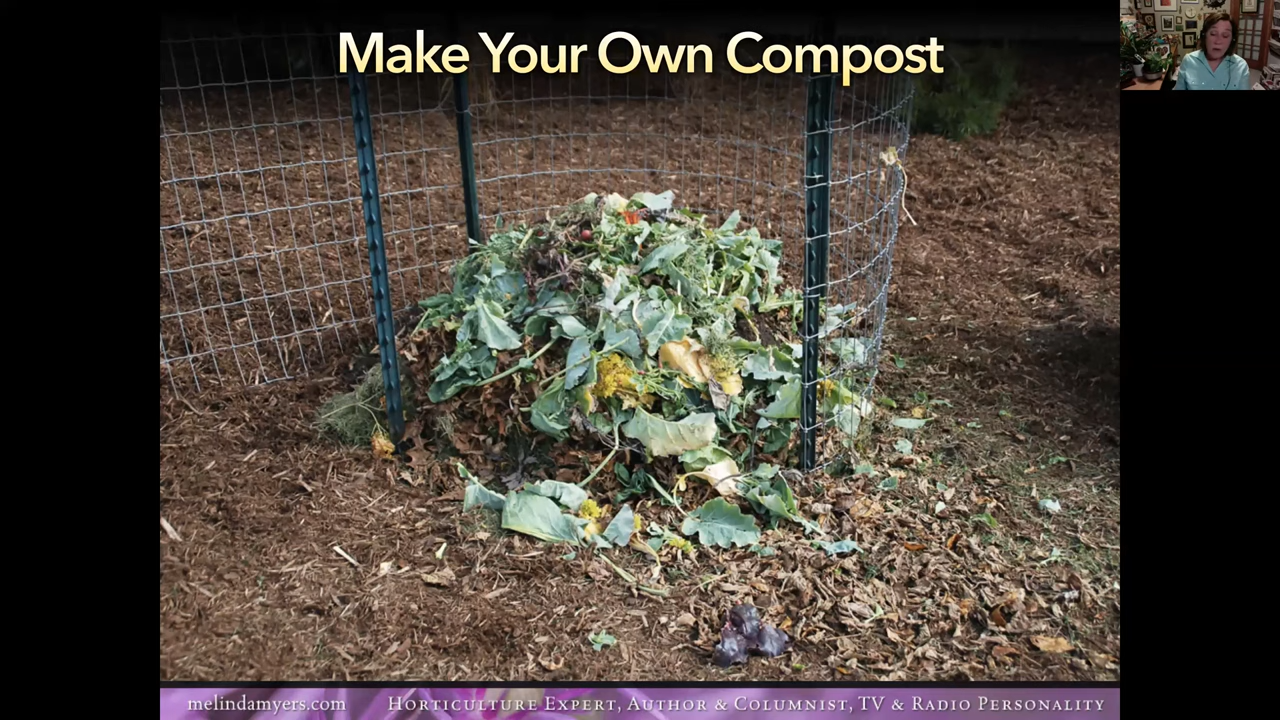 Make Your Own Compost
melindamyers.com Horticulture Expert, Author & Columnist, TV & Radio Personality